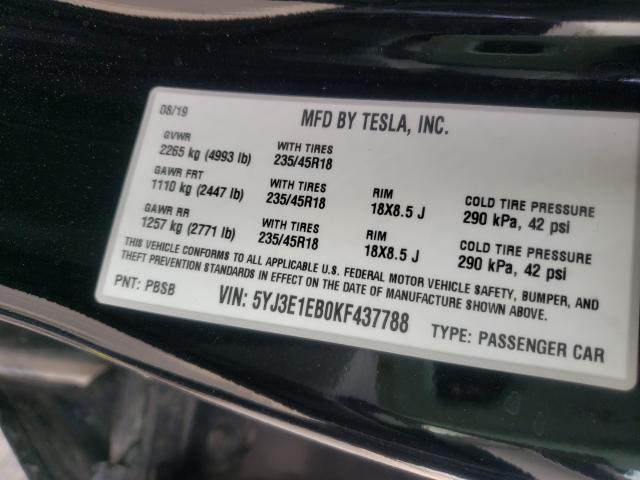 08/19 MFD BY TESLA, INC.
GVWR
2265 kg (4993 lb) WITH TIRES 235/45R18
GAWR FRT
1110 kg (2447 lb) WITH TIRES 235/45R18 RIM 18X8.5 J COLD TIRE PRESSURE 290 kPa, 42 psi
GAWR RR
1257 kg (2771 lb) WITH TIRES 235/45R18 RIM 18X8.5 J COLD TIRE PRESSURE 290 kPa, 42 psi
THIS VEHICLE CONFORMS TO ALL APPLICABLE U.S. FEDERAL MOTOR VEHICLE SAFETY, BUMPER, AND
THEFT PREVENTION STANDARDS IN EFFECT ON THE DATE OF MANUFACTURE SHOWN ABOVE.
PNT: PBSB VIN: 5YJ3E1EB0KF437788 TYPE: PASSENGER CAR